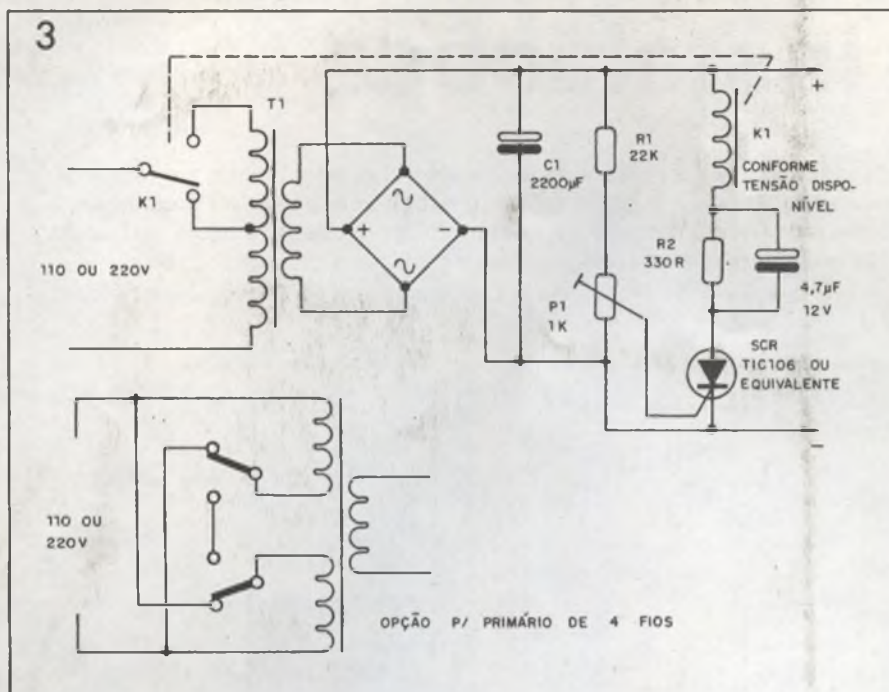 3
T1
K1
110 OU 220V
+
-
C1
2200µF
R1
22K
P1
1K
K1
CONFORME
TENSÃO DISPO-
NÍVEL
R2
330R
4,7µF
12V
SCR
TIC106 OU
EQUIVALENTE
+
-
110 OU
220V
OPÇÃO P/ PRIMÁRIO DE 4 FIOS